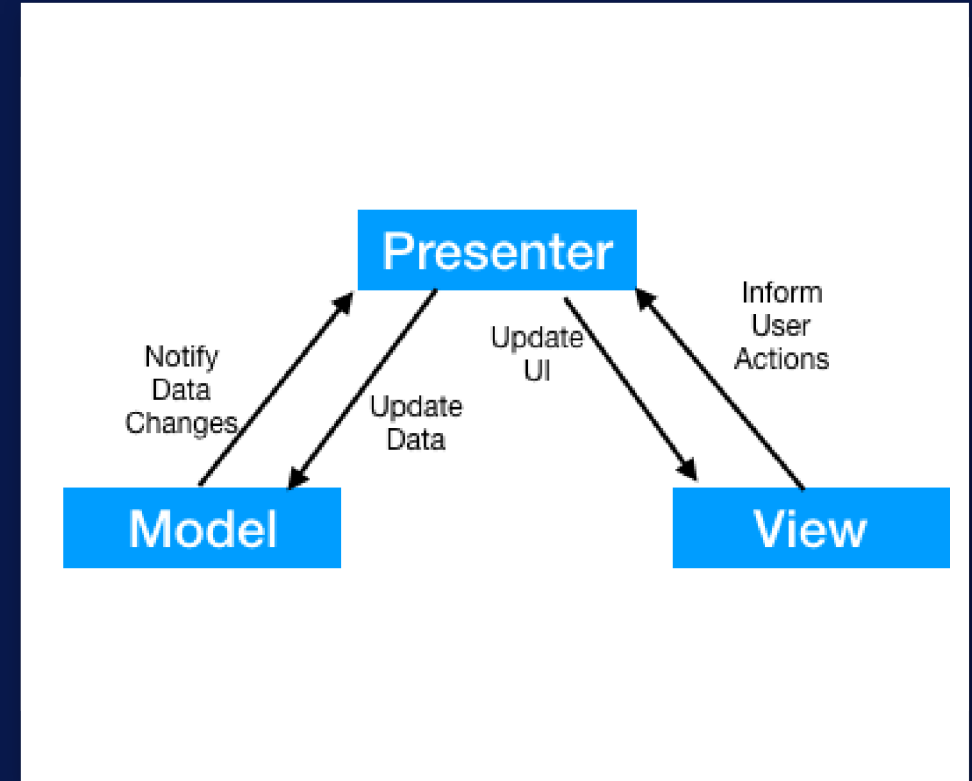 Presenter
Inform
User
Actions
Update
UI
Notify
Data
Changes
Update
Data
Model
View